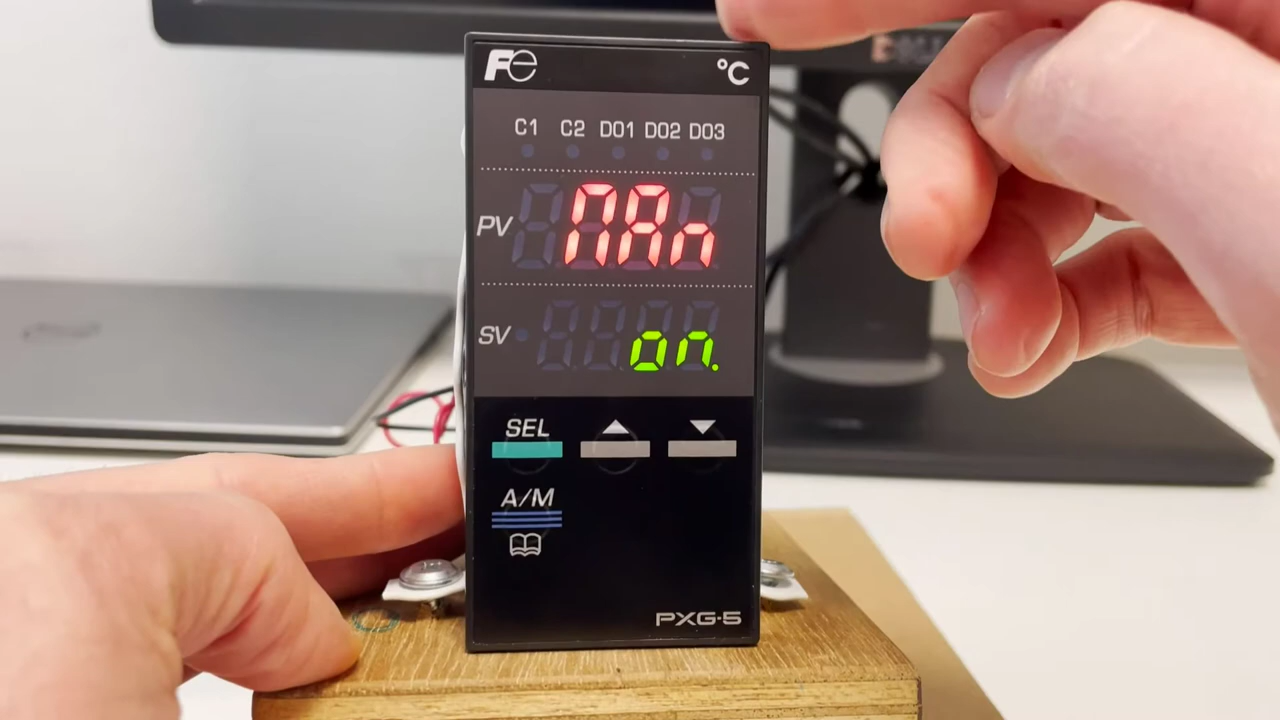 Fe °C
C1 C2 DO1 DO2 DO3
PV MAn
SV on.
SEL
A/M
PXG·5